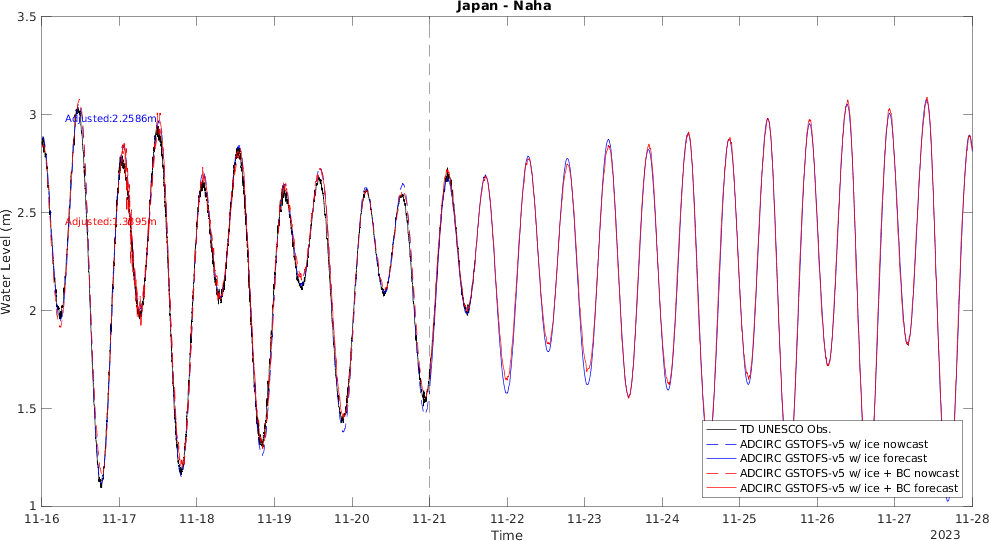 Japan - Naha
3.5
3
2.5
2
1.5
1
Water Level (m)
Adjusted:2.2586m
Adjusted:1.3395m
TD UNESCO Obs.
ADCIRC GSTOFS-v5 w/ ice nowcast
ADCIRC GSTOFS-v5 w/ ice forecast
ADCIRC GSTOFS-v5 w/ ice + BC nowcast
ADCIRC GSTOFS-v5 w/ ice + BC forecast
11-16 11-17 11-18 11-19 11-20 11-21 11-22 11-23 11-24 11-25 11-26 11-27 11-28
Time
2023